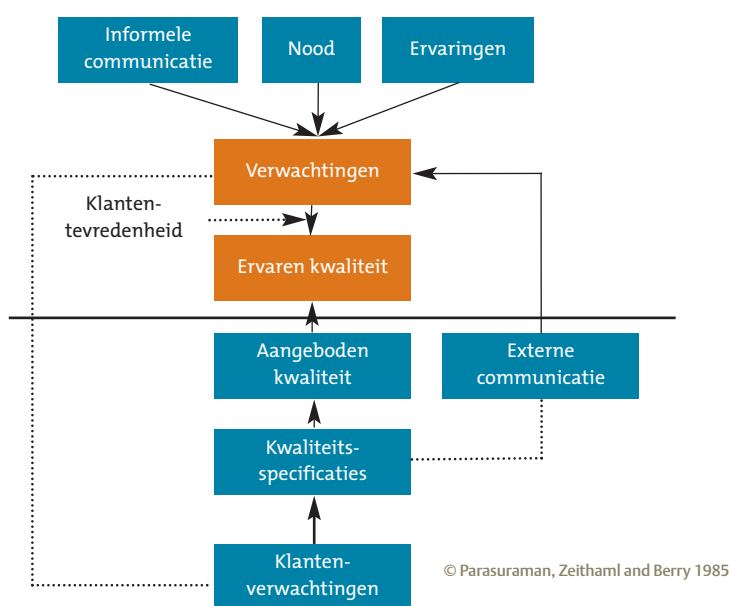 Informele
communicatie
Nood
Ervaringen
Verwachtingen
Klanten-
tevredenheid
Ervaren kwaliteit
Aangeboden
kwaliteit
Externe
communicatie
Kwaliteits-
specificaties
Klanten-
verwachtingen
© Parasuraman, Zeithaml and Berry 1985